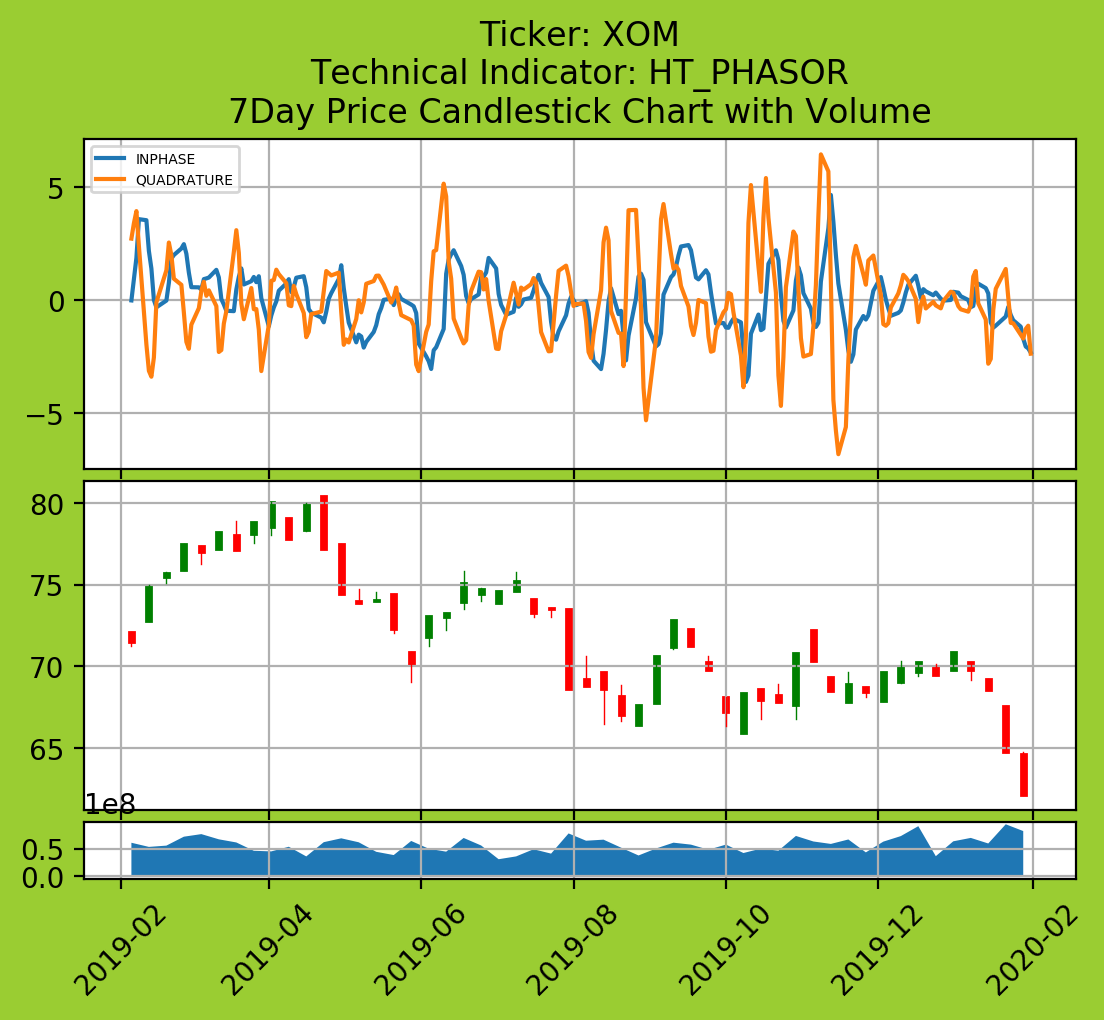 Ticker: XOM
Technical Indicator: HT_PHASOR
7Day Price Candlestick Chart with Volume
INPHASE
QUADRATURE
5
0
−5
80
75
70
65
1e8
0.5
0.0
2019-02
2019-04
2019-06
2019-08
2019-10
2019-12
2020-02